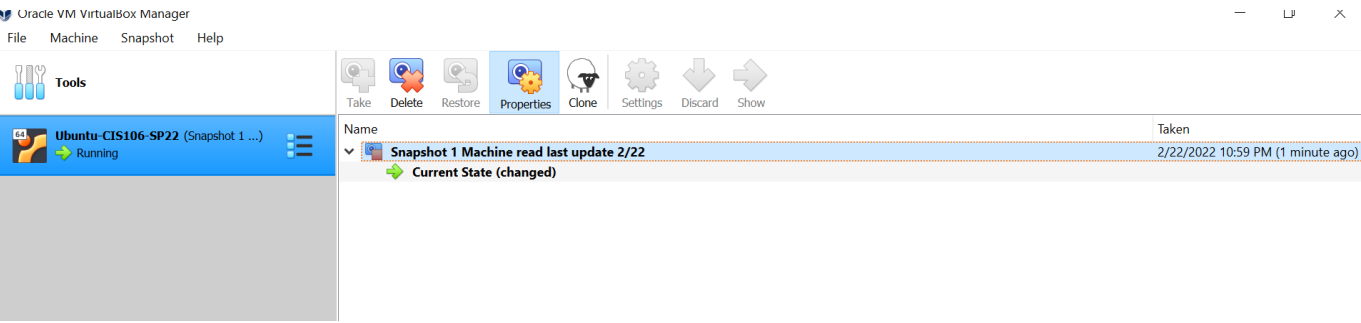 Oracle VM VirtualBox Manager
File Machine Snapshot Help
Tools
Take Delete Restore Properties Clone Settings Discard Show
64
Ubuntu-CIS106-SP22 (Snapshot 1 ...)
Running
Name Taken
Snapshot 1 Machine read last update 2/22 2/22/2022 10:59 PM (1 minute ago)
Current State (changed)